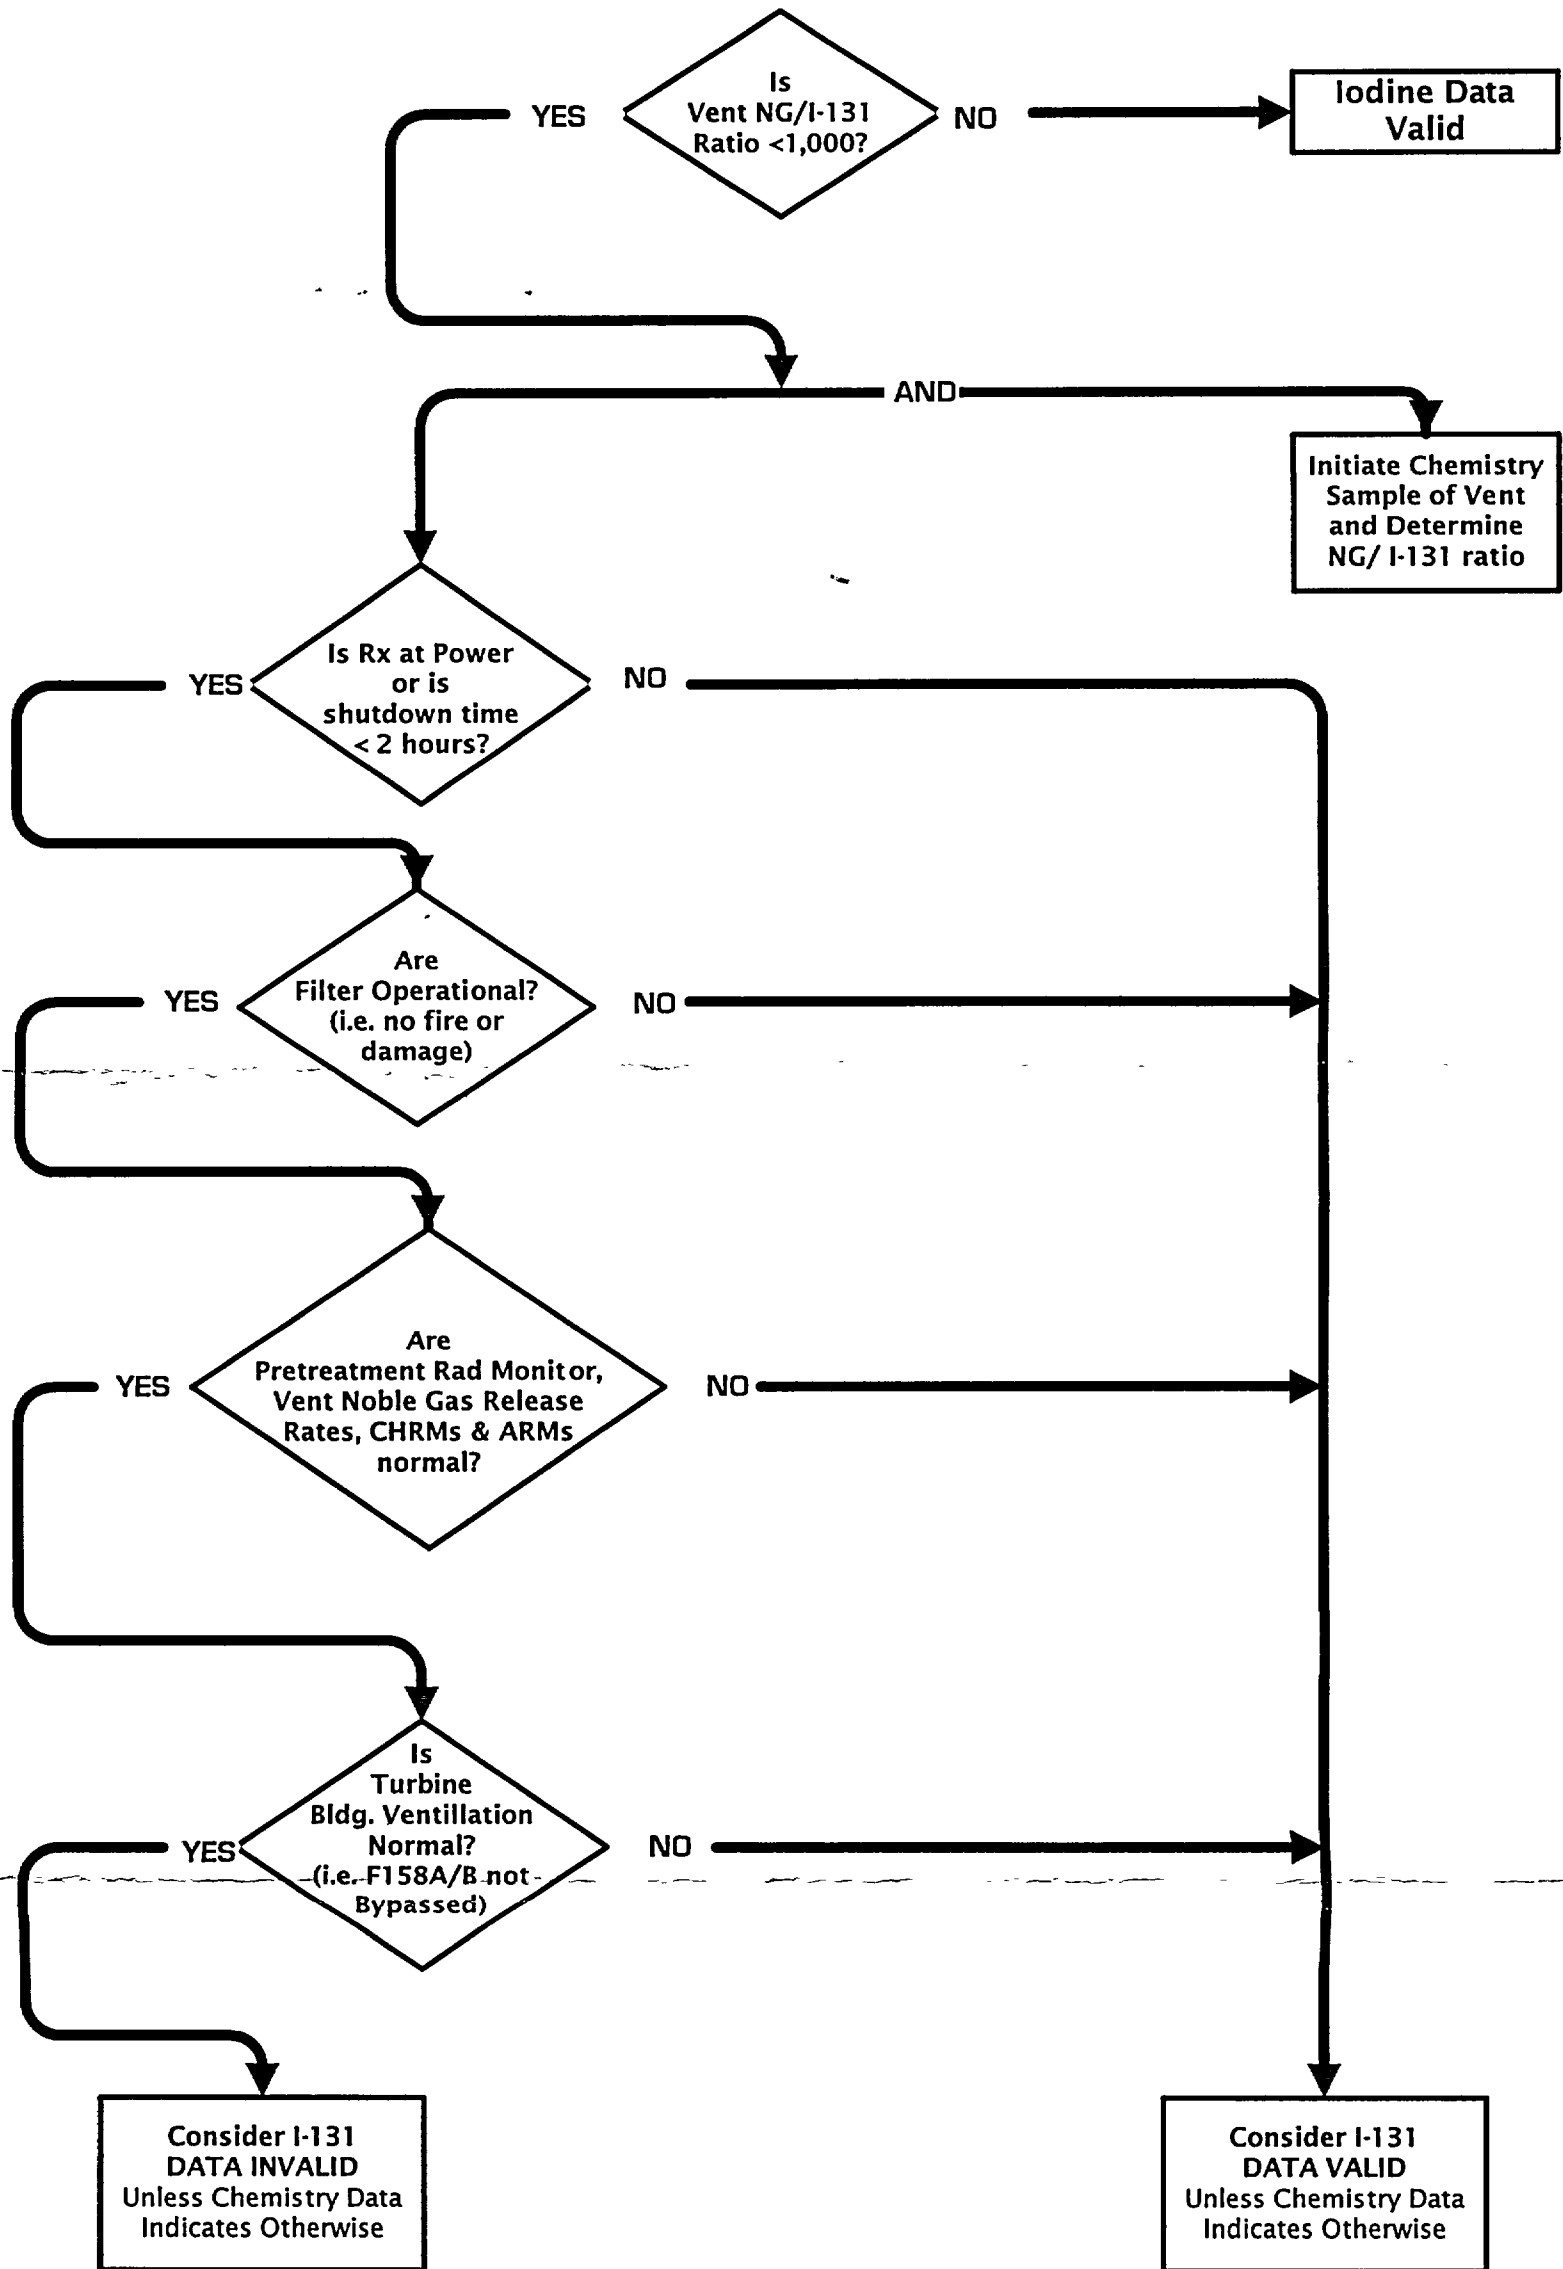 Is
Vent NG/I-131
Ratio <1,000?
YES
NO
Iodine Data
Valid
AND
Initiate Chemistry
Sample of Vent
and Determine
NG/ I-131 ratio
Is Rx at Power
or is
shutdown time
< 2 hours?
YES
NO
Are
Filter Operational?
(i.e. no fire or
damage)
YES
NO
Are
Pretreatment Rad Monitor,
Vent Noble Gas Release
Rates, CHRMs & ARMs
normal?
YES
NO
Is
Turbine
Bldg. Ventillation
Normal?
(i.e. F158A/B not
Bypassed)
YES
NO
Consider I-131
DATA INVALID
Unless Chemistry Data
Indicates Otherwise
Consider I-131
DATA VALID
Unless Chemistry Data
Indicates Otherwise